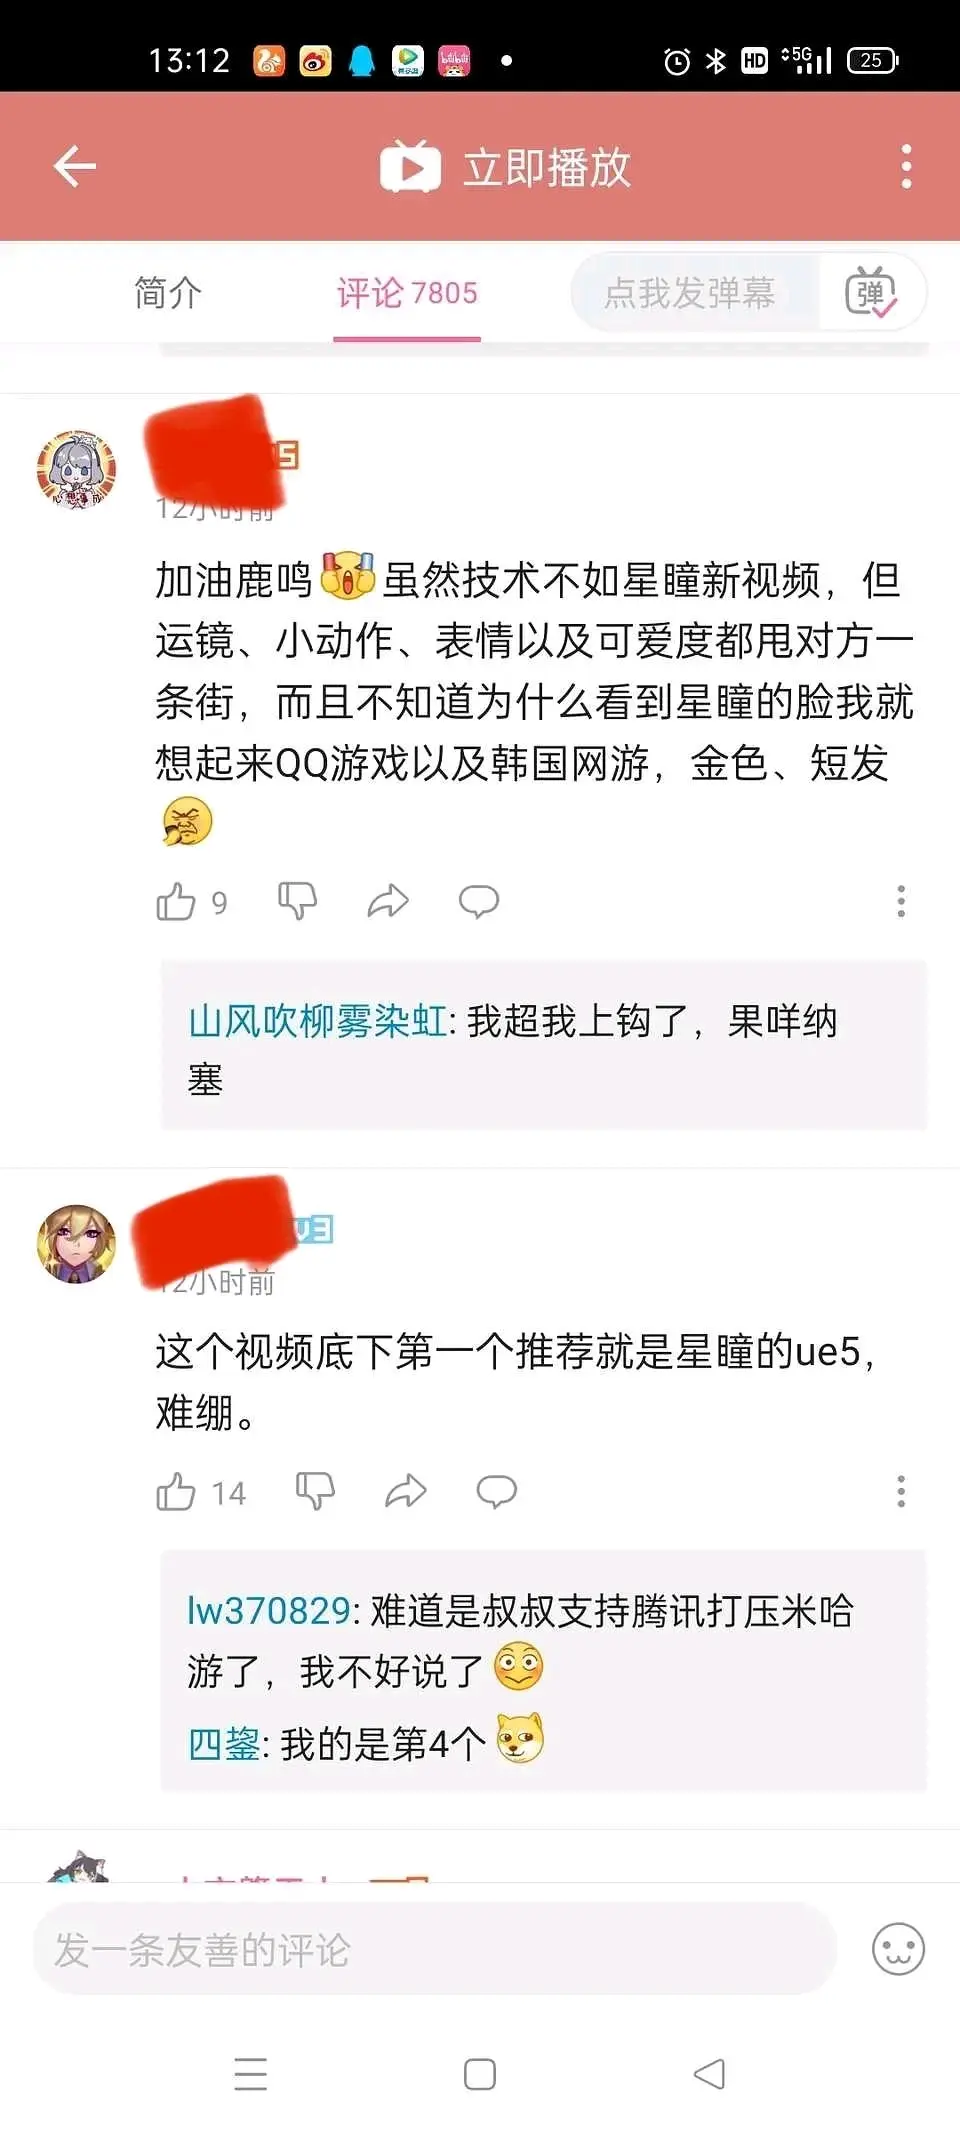 13:12
HD
5G
25
立即播放
简介
评论 7805
点我发弹幕
弹
5
12小时前
加油鹿鸣虽然技术不如星瞳新视频，但
运镜、小动作、表情以及可爱度都甩对方一
条街，而且不知道为什么看到星瞳的脸我就
想起来QQ游戏以及韩国网游，金色、短发
9
山风吹柳雾染虹: 我超我上钩了，果咩纳
塞
V3
12小时前
这个视频底下第一个推荐就是星瞳的ue5，
难绷。
14
lw370829: 难道是叔叔支持腾讯打压米哈
游了，我不好说了
四鋆: 我的是第4个
发一条友善的评论